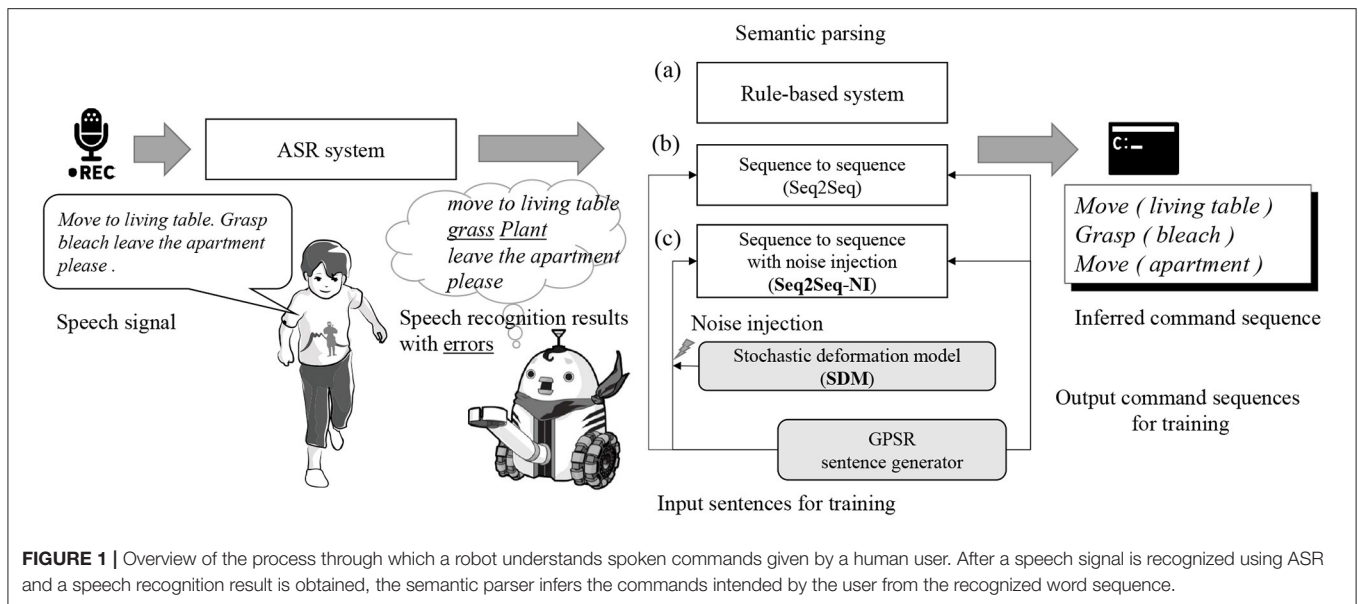 Semantic parsing
(a)
Rule-based system
REC
ASR system
C:
(b)
Sequence to sequence
(Seq2Seq)
Move to living table. Grasp
bleach leave the apartment
please .
move to living table
grass Plant
leave the apartment
please
(c)
Sequence to sequence
with noise injection
(Seq2Seq-NI)
Move ( living table )
Grasp ( bleach )
Move ( apartment )
Speech signal
Speech recognition results
with errors
Noise injection
Inferred command sequence
Stochastic deformation model
(SDM)
Output command sequences
for training
GPSR
sentence generator
Input sentences for training
FIGURE 1 | Overview of the process through which a robot understands spoken commands given by a human user. After a speech signal is recognized using ASR
and a speech recognition result is obtained, the semantic parser infers the commands intended by the user from the recognized word sequence.